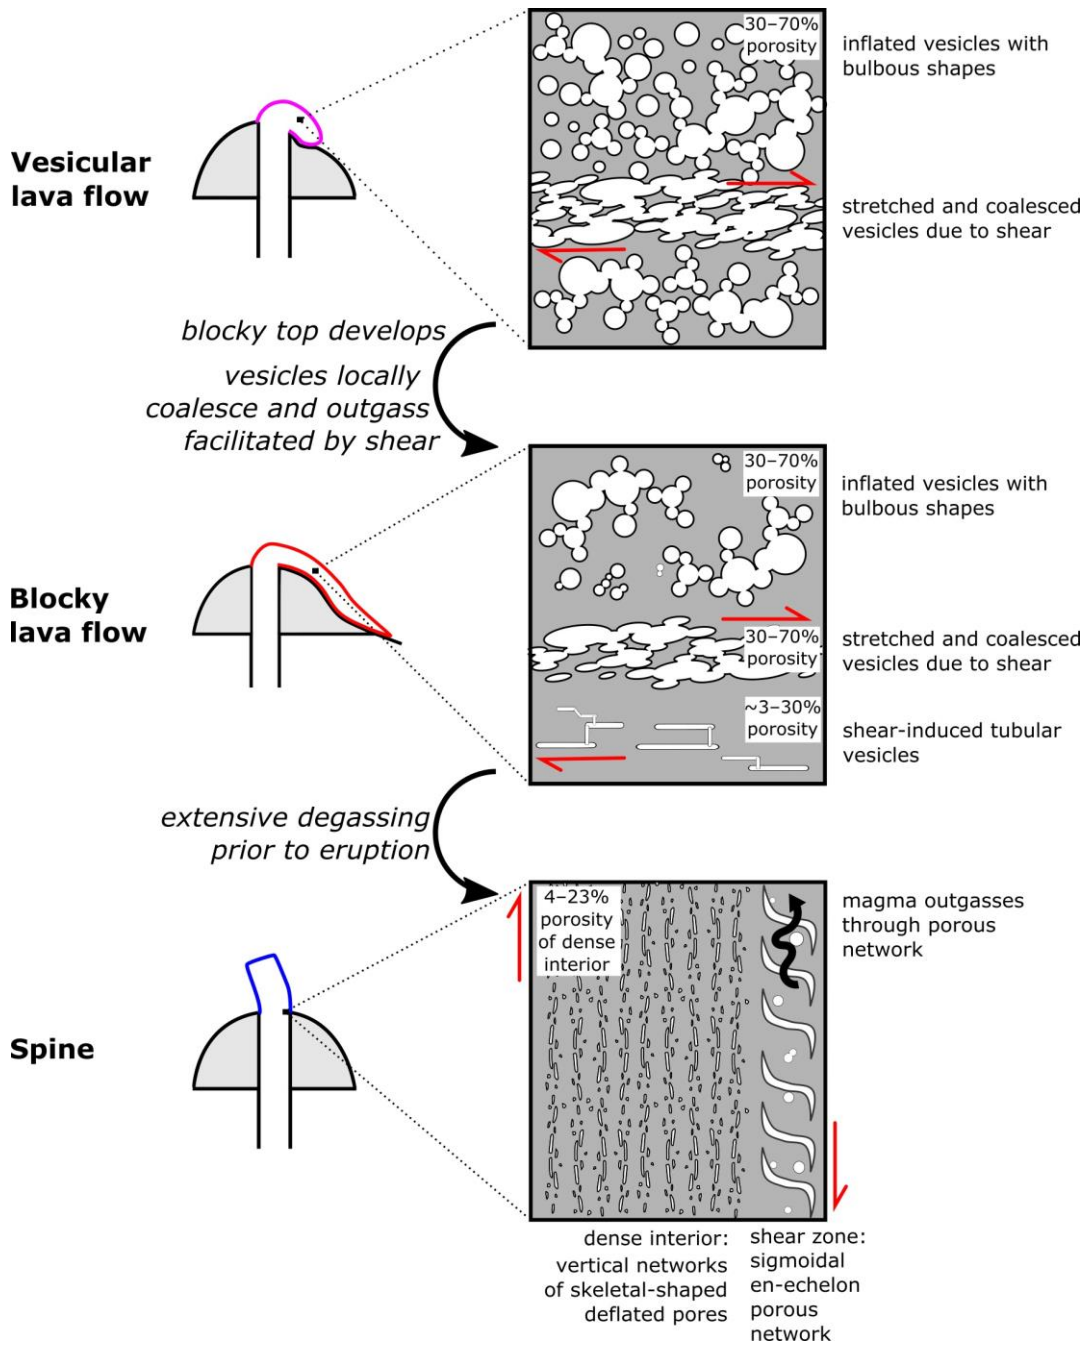 Vesicular
lava flow
30–70%
porosity
inflated vesicles with
bulbous shapes
stretched and coalesced
vesicles due to shear
blocky top develops
vesicles locally
coalesce and outgass
facilitated by shear
Blocky
lava flow
30–70%
porosity
inflated vesicles with
bulbous shapes
30–70%
porosity
stretched and coalesced
vesicles due to shear
~3–30%
porosity
shear-induced tubular
vesicles
extensive degassing
prior to eruption
Spine
4–23%
porosity
of dense
interior
magma outgasses
through porous
network
dense interior:
vertical networks
of skeletal-shaped
deflated pores
shear zone:
sigmoidal
en-echelon
porous
network